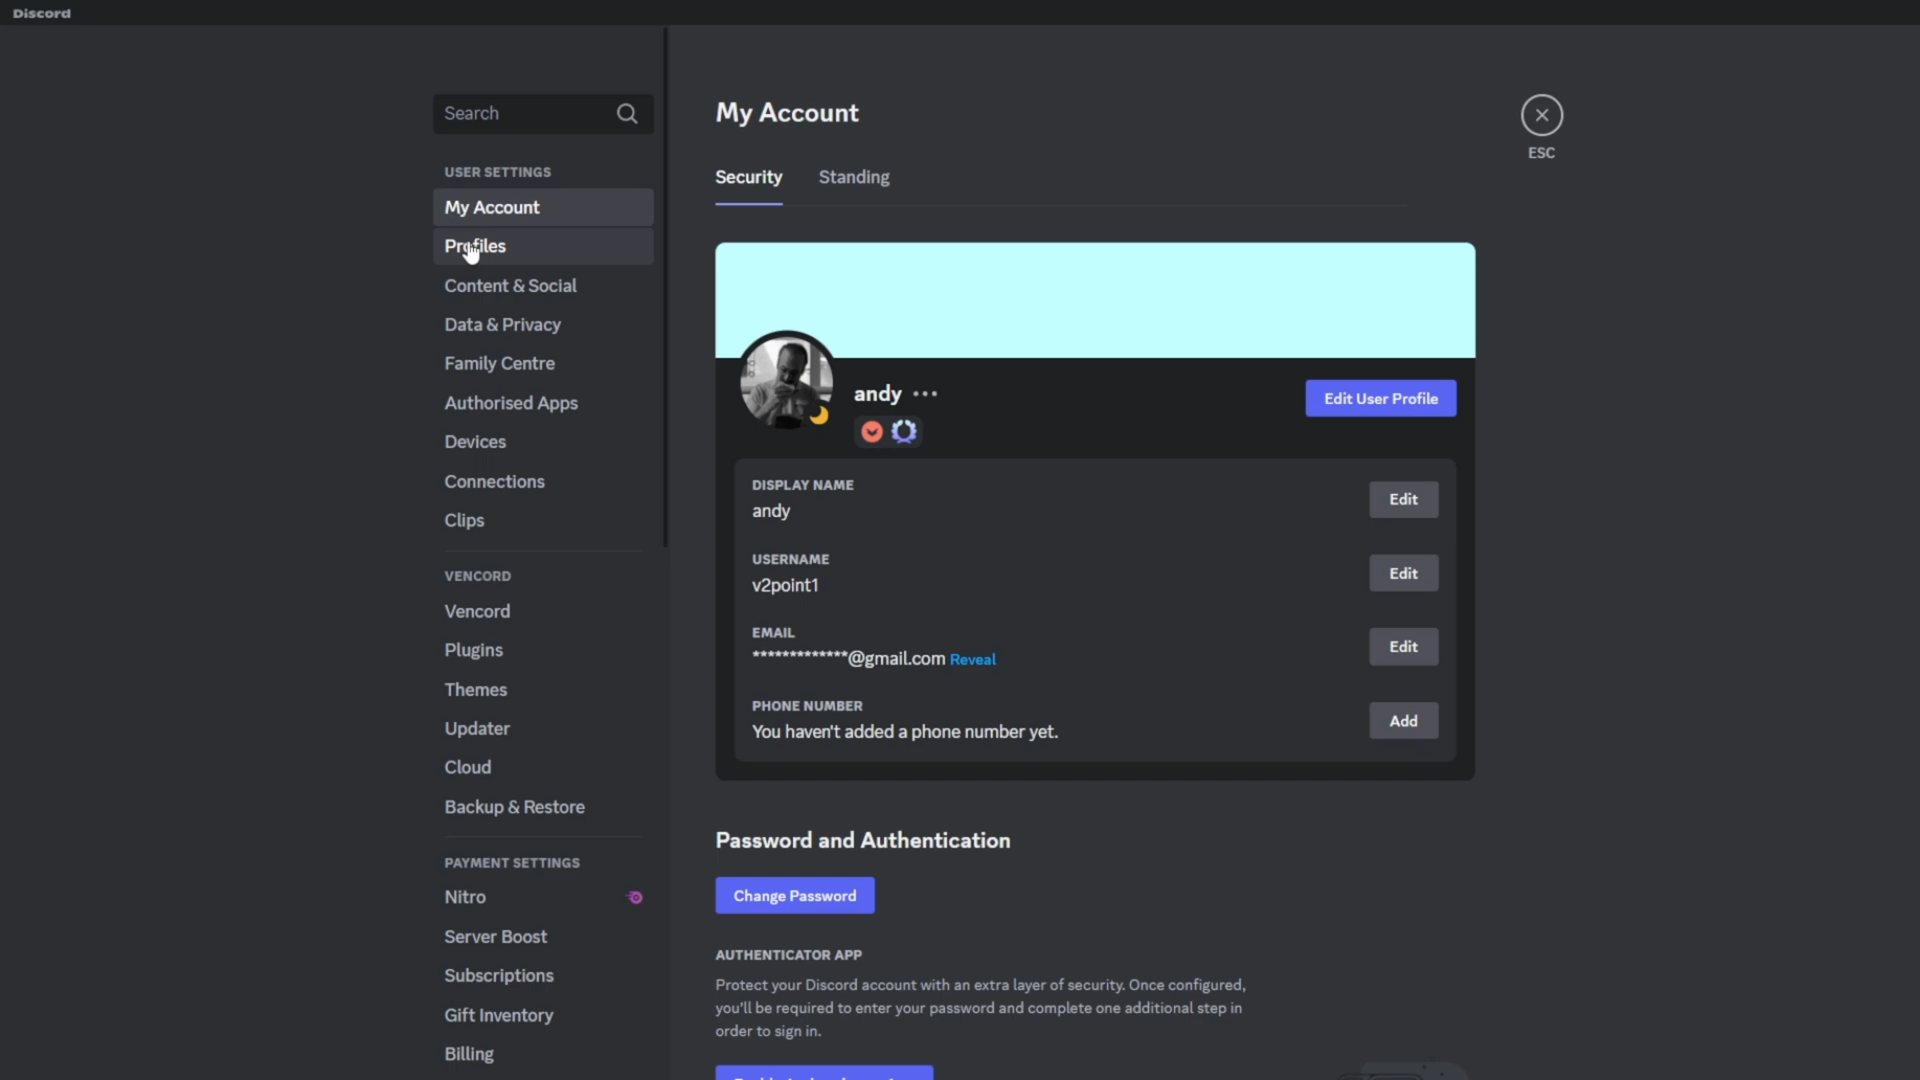 Discord
Search
USER SETTINGS
My Account
Profiles
Content & Social
Data & Privacy
Family Centre
Authorised Apps
Devices
Connections
Clips
VENCORD
Vencord
Plugins
Themes
Updater
Cloud
Backup & Restore
PAYMENT SETTINGS
Nitro
Server Boost
Subscriptions
Gift Inventory
Billing
My Account
ESC
Security
Standing
andy
Edit User Profile
DISPLAY NAME
andy
Edit
USERNAME
v2point1
Edit
EMAIL
*************@gmail.com Reveal
Edit
PHONE NUMBER
You haven't added a phone number yet.
Add
Password and Authentication
Change Password
AUTHENTICATOR APP
Protect your Discord account with an extra layer of security. Once configured,
you'll be required to enter your password and complete one additional step in
order to sign in.